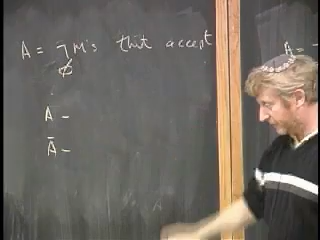 A = ¬ M's that accept
∅
A -
Ā -
A = -